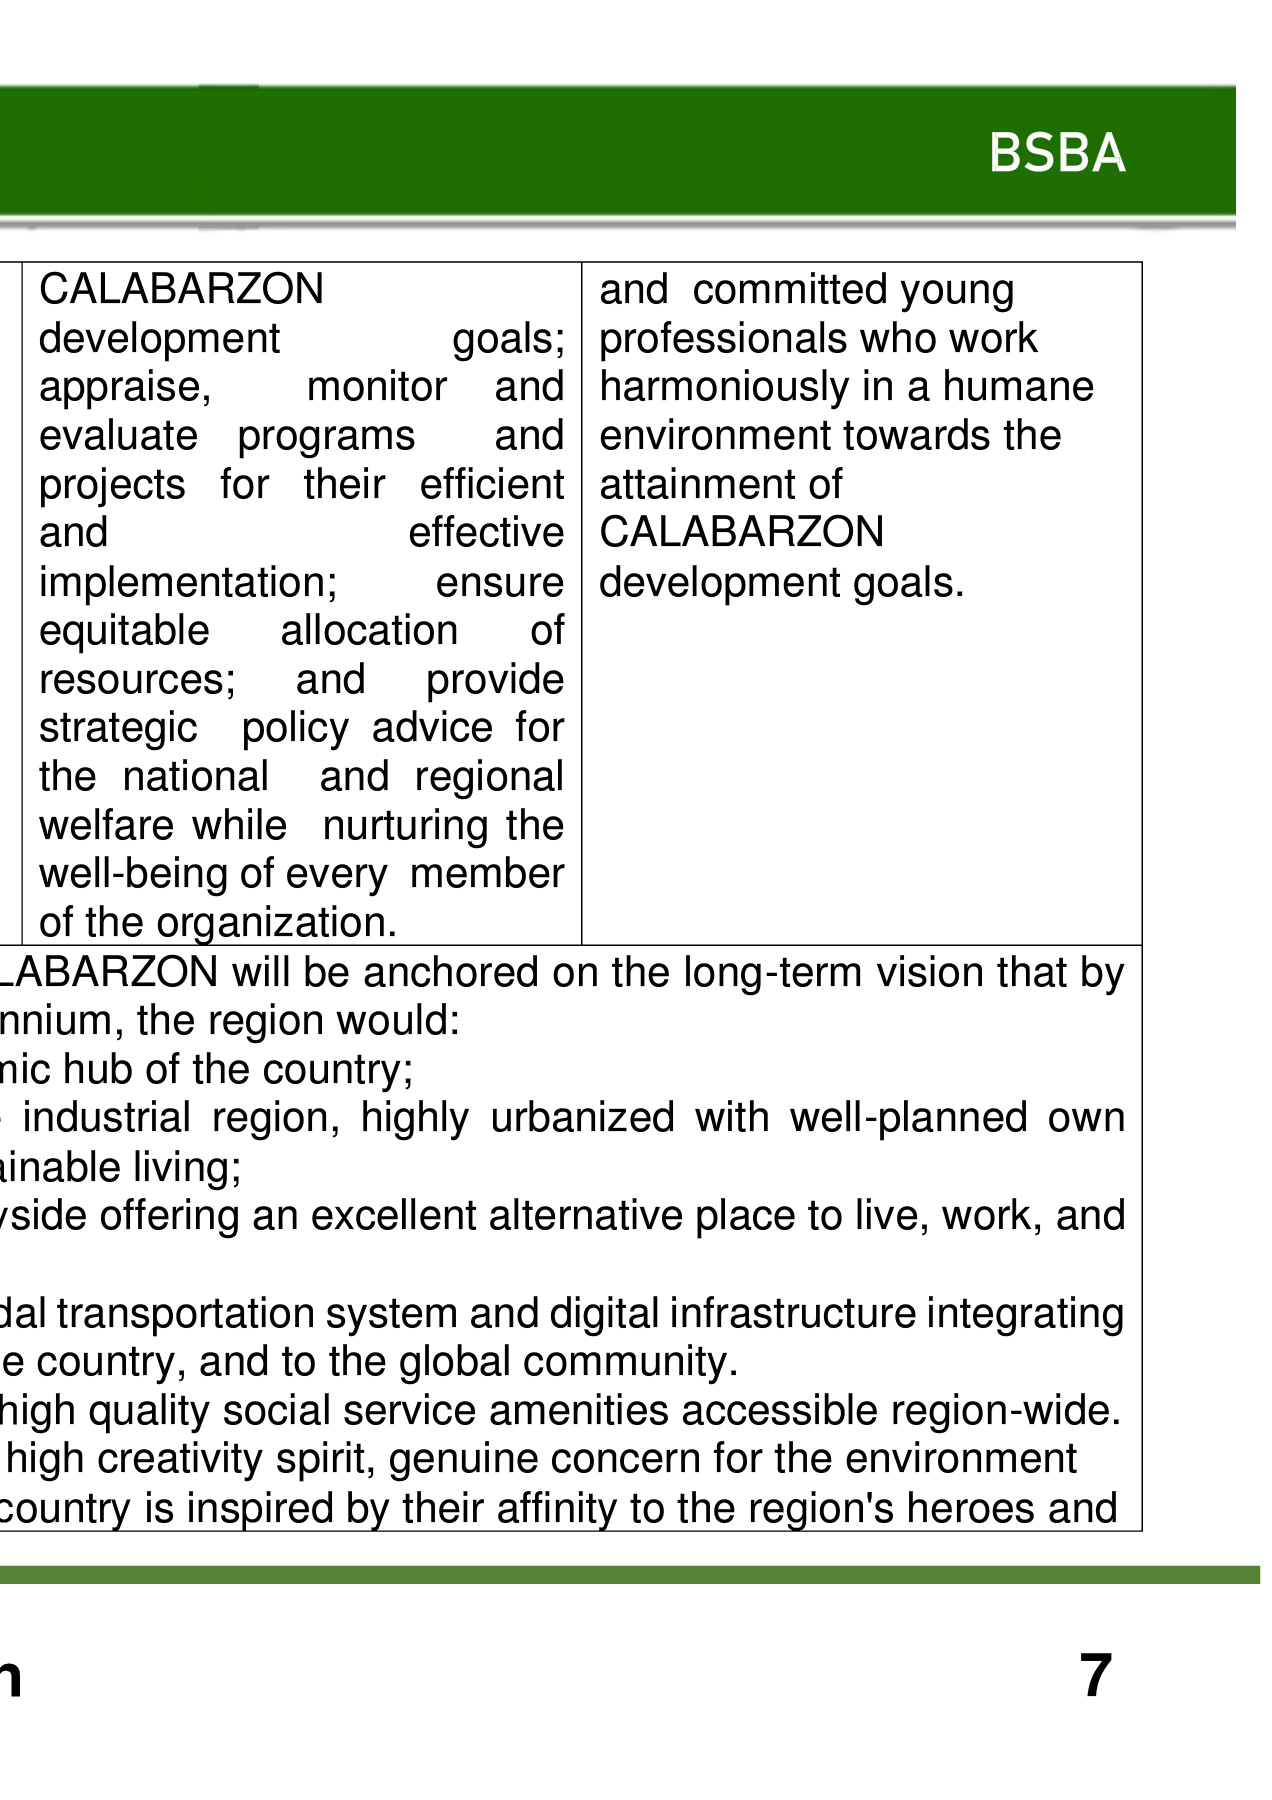 BSBA
CALABARZON
development goals;
appraise, monitor and
evaluate programs and
projects for their efficient
and effective
implementation; ensure
equitable allocation of
resources; and provide
strategic policy advice for
the national and regional
welfare while nurturing the
well-being of every member
of the organization.
and committed young
professionals who work
harmoniously in a humane
environment towards the
attainment of
CALABARZON
development goals.
LABARZON will be anchored on the long-term vision that by
nnium, the region would:
mic hub of the country;
industrial region, highly urbanized with well-planned own
ainable living;
yside offering an excellent alternative place to live, work, and
dal transportation system and digital infrastructure integrating
e country, and to the global community.
high quality social service amenities accessible region-wide.
high creativity spirit, genuine concern for the environment
country is inspired by their affinity to the region's heroes and
n 7